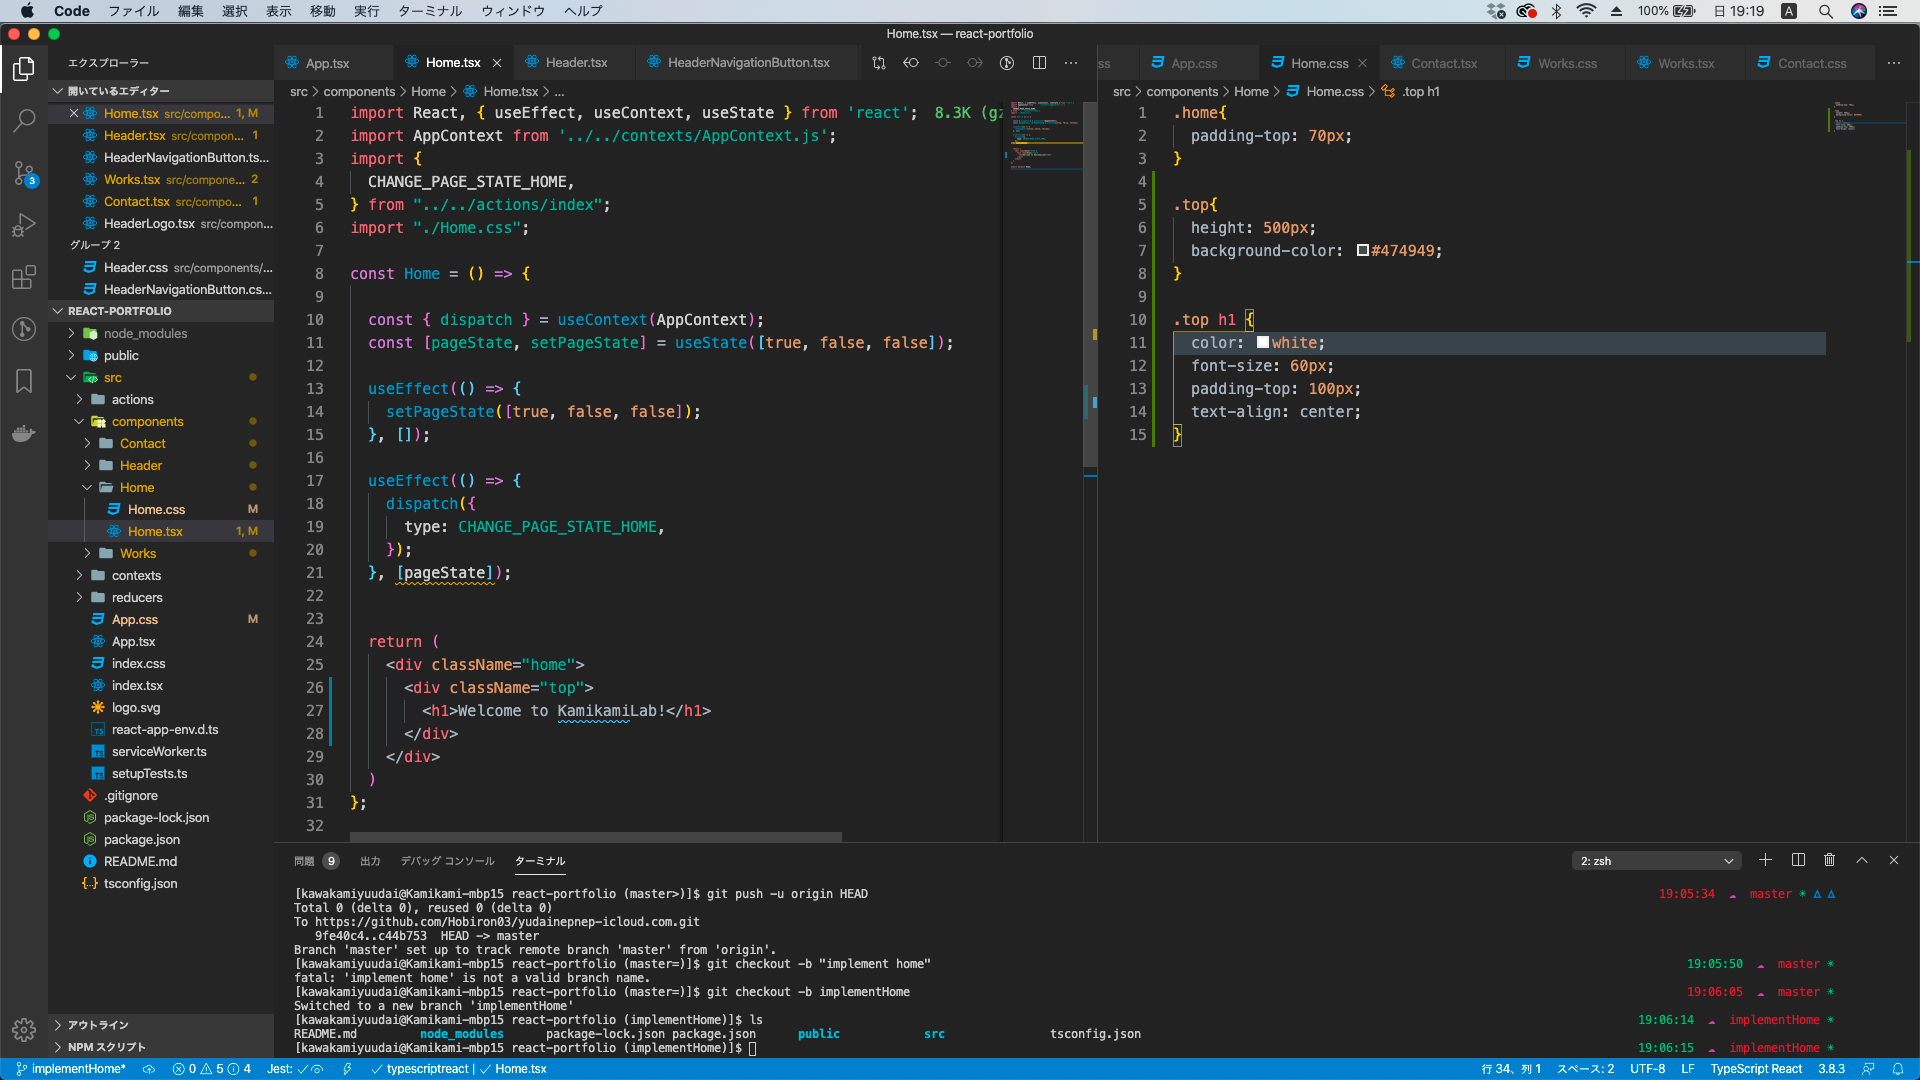 Code ファイル 編集 選択 表示 移動 実行 ターミナル ウィンドウ ヘルプ 100% 日 19:19 A
Home.tsx — react-portfolio
エクスプローラー
開いているエディター
Home.tsx src/compo... 1, M
Header.tsx src/compon... 1
HeaderNavigationButton.ts...
Works.tsx src/compone... 2
Contact.tsx src/compo... 1
HeaderLogo.tsx src/compon...
グループ 2
Header.css src/components/...
HeaderNavigationButton.cs...
REACT-PORTFOLIO
node_modules
public
src
actions
components
Contact
Header
Home
Home.css M
Home.tsx 1, M
Works
contexts
reducers
App.css M
App.tsx
index.css
index.tsx
logo.svg
react-app-env.d.ts
serviceWorker.ts
setupTests.ts
.gitignore
package-lock.json
package.json
README.md
tsconfig.json
アウトライン
NPM スクリプト
3
App.tsx Home.tsx Header.tsx HeaderNavigationButton.tsx
src > components > Home > Home.tsx > ...
1 import React, { useEffect, useContext, useState } from 'react'; 8.3K (gz
2 import AppContext from '../../contexts/AppContext.js';
3 import {
4 CHANGE_PAGE_STATE_HOME,
5 } from "../../actions/index";
6 import "./Home.css";
7
8 const Home = () => {
9
10 const { dispatch } = useContext(AppContext);
11 const [pageState, setPageState] = useState([true, false, false]);
12
13 useEffect(() => {
14 setPageState([true, false, false]);
15 }, []);
16
17 useEffect(() => {
18 dispatch({
19 type: CHANGE_PAGE_STATE_HOME,
20 });
21 }, [pageState]);
22
23
24 return (
25 <div className="home">
26 <div className="top">
27 <h1>Welcome to KamikamiLab!</h1>
28 </div>
29 </div>
30 )
31 };
32
ss App.css Home.css Contact.tsx Works.css Works.tsx Contact.css
src > components > Home > Home.css > .top h1
1 .home{
2 padding-top: 70px;
3 }
4
5 .top{
6 height: 500px;
7 background-color: #474949;
8 }
9
10 .top h1 {
11 color: white;
12 font-size: 60px;
13 padding-top: 100px;
14 text-align: center;
15 }
問題 9 出力 デバッグ コンソール ターミナル 2: zsh
[kawakamiyuudai@Kamikami-mbp15 react-portfolio (master>)]$ git push -u origin HEAD 19:05:34 master
Total 0 (delta 0), reused 0 (delta 0)
To https://github.com/Hobiron03/yudainepnep-icloud.com.git
9fe40c4..c44b753 HEAD -> master
Branch 'master' set up to track remote branch 'master' from 'origin'.
[kawakamiyuudai@Kamikami-mbp15 react-portfolio (master=)]$ git checkout -b "implement home" 19:05:50 master
fatal: 'implement home' is not a valid branch name.
[kawakamiyuudai@Kamikami-mbp15 react-portfolio (master=)]$ git checkout -b implementHome 19:06:05 master
Switched to a new branch 'implementHome'
[kawakamiyuudai@Kamikami-mbp15 react-portfolio (implementHome)]$ ls 19:06:14 implementHome
README.md node_modules package-lock.json package.json public src tsconfig.json
[kawakamiyuudai@Kamikami-mbp15 react-portfolio (implementHome)]$ 19:06:15 implementHome
implementHome* 0 5 4 Jest: typescriptreact | Home.tsx 行 34、列 1 スペース: 2 UTF-8 LF TypeScript React 3.8.3